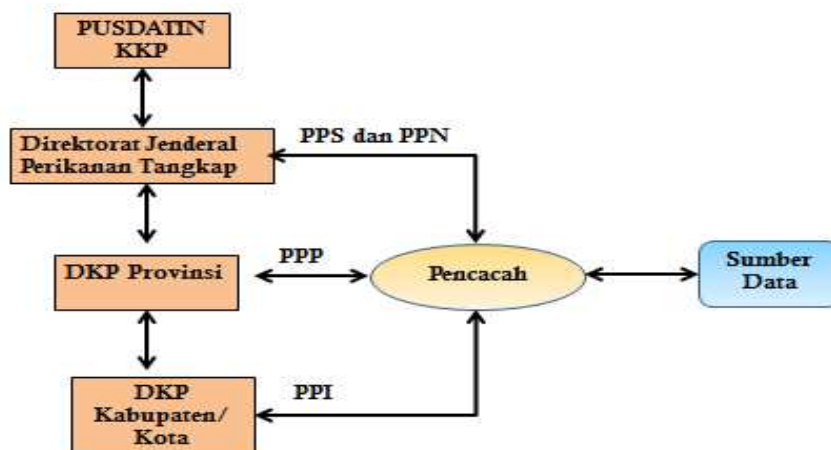 PUSDATIN
KKP
Direktorat Jenderal
Perikanan Tangkap
PPS dan PPN
DKP Provinsi
PPP
Pencacah
Sumber
Data
DKP
Kabupaten/
Kota
PPI